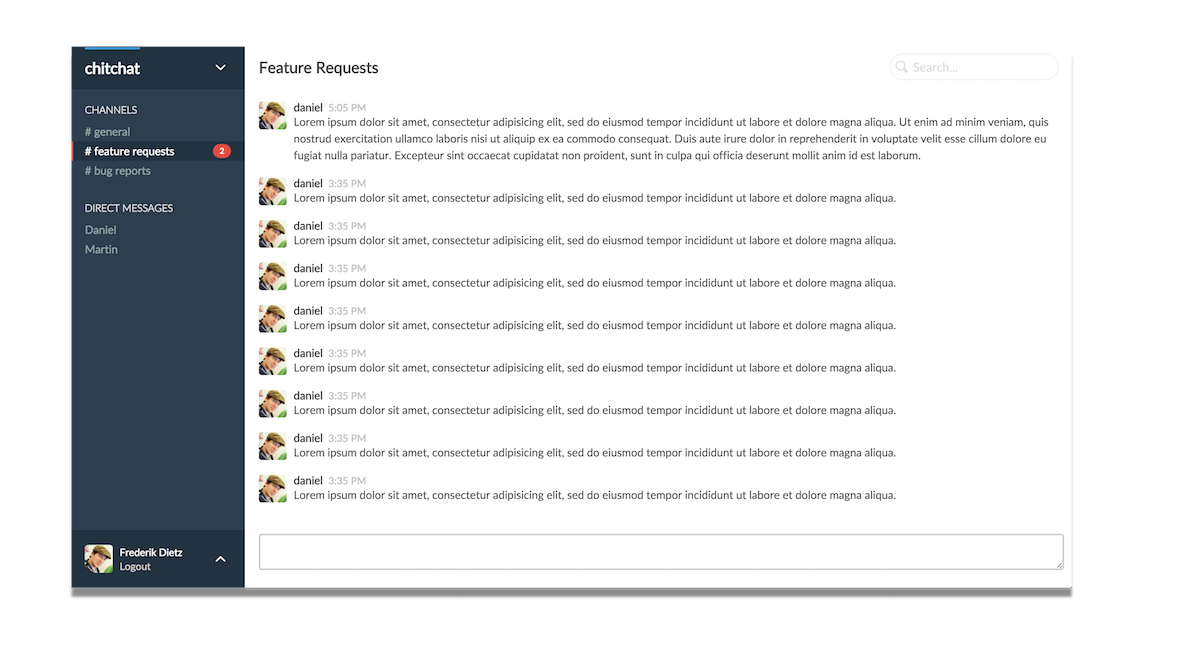 chitchat
CHANNELS
# general
# feature requests 2
# bug reports
DIRECT MESSAGES
Daniel
Martin
Frederik Dietz
Logout
Feature Requests
Search...
daniel 5:05 PM
Lorem ipsum dolor sit amet, consectetur adipisicing elit, sed do eiusmod tempor incididunt ut labore et dolore magna aliqua. Ut enim ad minim veniam, quis
nostrud exercitation ullamco laboris nisi ut aliquip ex ea commodo consequat. Duis aute irure dolor in reprehenderit in voluptate velit esse cillum dolore eu
fugiat nulla pariatur. Excepteur sint occaecat cupidatat non proident, sunt in culpa qui officia deserunt mollit anim id est laborum.
daniel 3:35 PM
Lorem ipsum dolor sit amet, consectetur adipisicing elit, sed do eiusmod tempor incididunt ut labore et dolore magna aliqua.
daniel 3:35 PM
Lorem ipsum dolor sit amet, consectetur adipisicing elit, sed do eiusmod tempor incididunt ut labore et dolore magna aliqua.
daniel 3:35 PM
Lorem ipsum dolor sit amet, consectetur adipisicing elit, sed do eiusmod tempor incididunt ut labore et dolore magna aliqua.
daniel 3:35 PM
Lorem ipsum dolor sit amet, consectetur adipisicing elit, sed do eiusmod tempor incididunt ut labore et dolore magna aliqua.
daniel 3:35 PM
Lorem ipsum dolor sit amet, consectetur adipisicing elit, sed do eiusmod tempor incididunt ut labore et dolore magna aliqua.
daniel 3:35 PM
Lorem ipsum dolor sit amet, consectetur adipisicing elit, sed do eiusmod tempor incididunt ut labore et dolore magna aliqua.
daniel 3:35 PM
Lorem ipsum dolor sit amet, consectetur adipisicing elit, sed do eiusmod tempor incididunt ut labore et dolore magna aliqua.
daniel 3:35 PM
Lorem ipsum dolor sit amet, consectetur adipisicing elit, sed do eiusmod tempor incididunt ut labore et dolore magna aliqua.